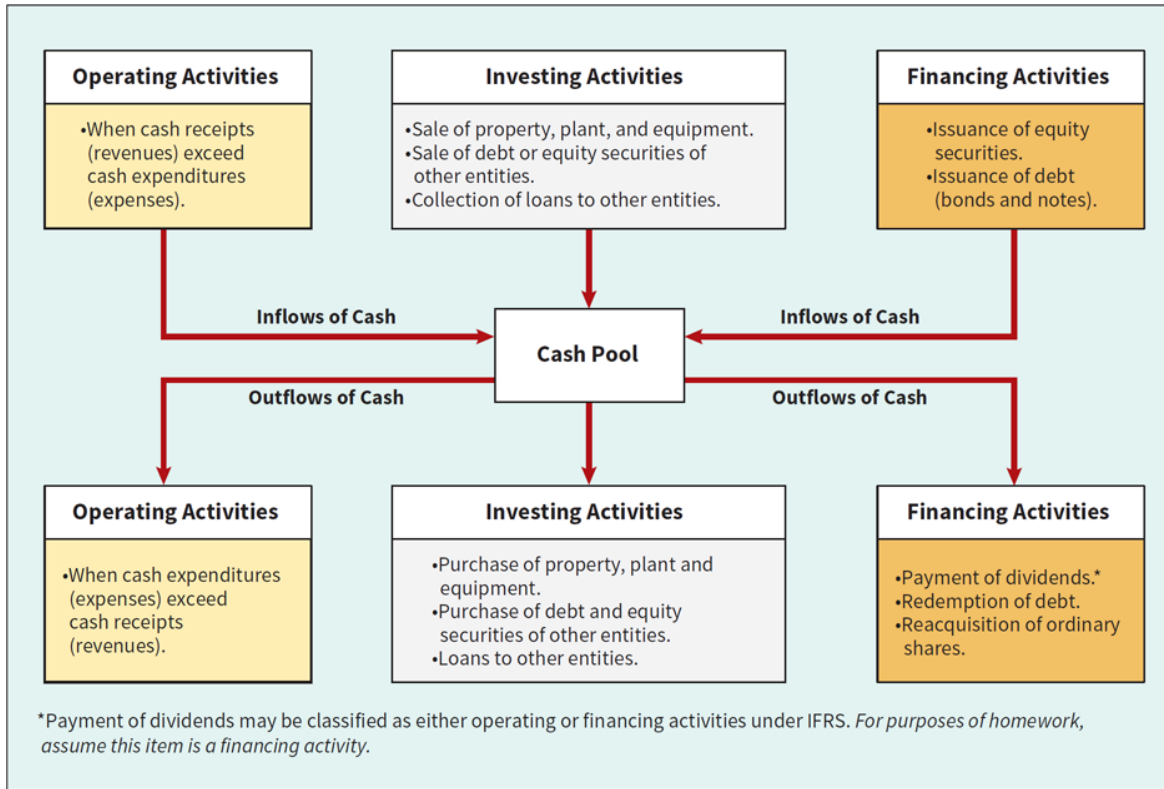 Operating Activities
•When cash receipts
(revenues) exceed
cash expenditures
(expenses).
Investing Activities
•Sale of property, plant, and equipment.
•Sale of debt or equity securities of
other entities.
•Collection of loans to other entities.
Financing Activities
•Issuance of equity
securities.
•Issuance of debt
(bonds and notes).
Inflows of Cash
Inflows of Cash
Cash Pool
Outflows of Cash
Outflows of Cash
Operating Activities
•When cash expenditures
(expenses) exceed
cash receipts
(revenues).
Investing Activities
•Purchase of property, plant and
equipment.
•Purchase of debt and equity
securities of other entities.
•Loans to other entities.
Financing Activities
•Payment of dividends.*
•Redemption of debt.
•Reacquisition of ordinary
shares.
*Payment of dividends may be classified as either operating or financing activities under IFRS. For purposes of homework,
assume this item is a financing activity.